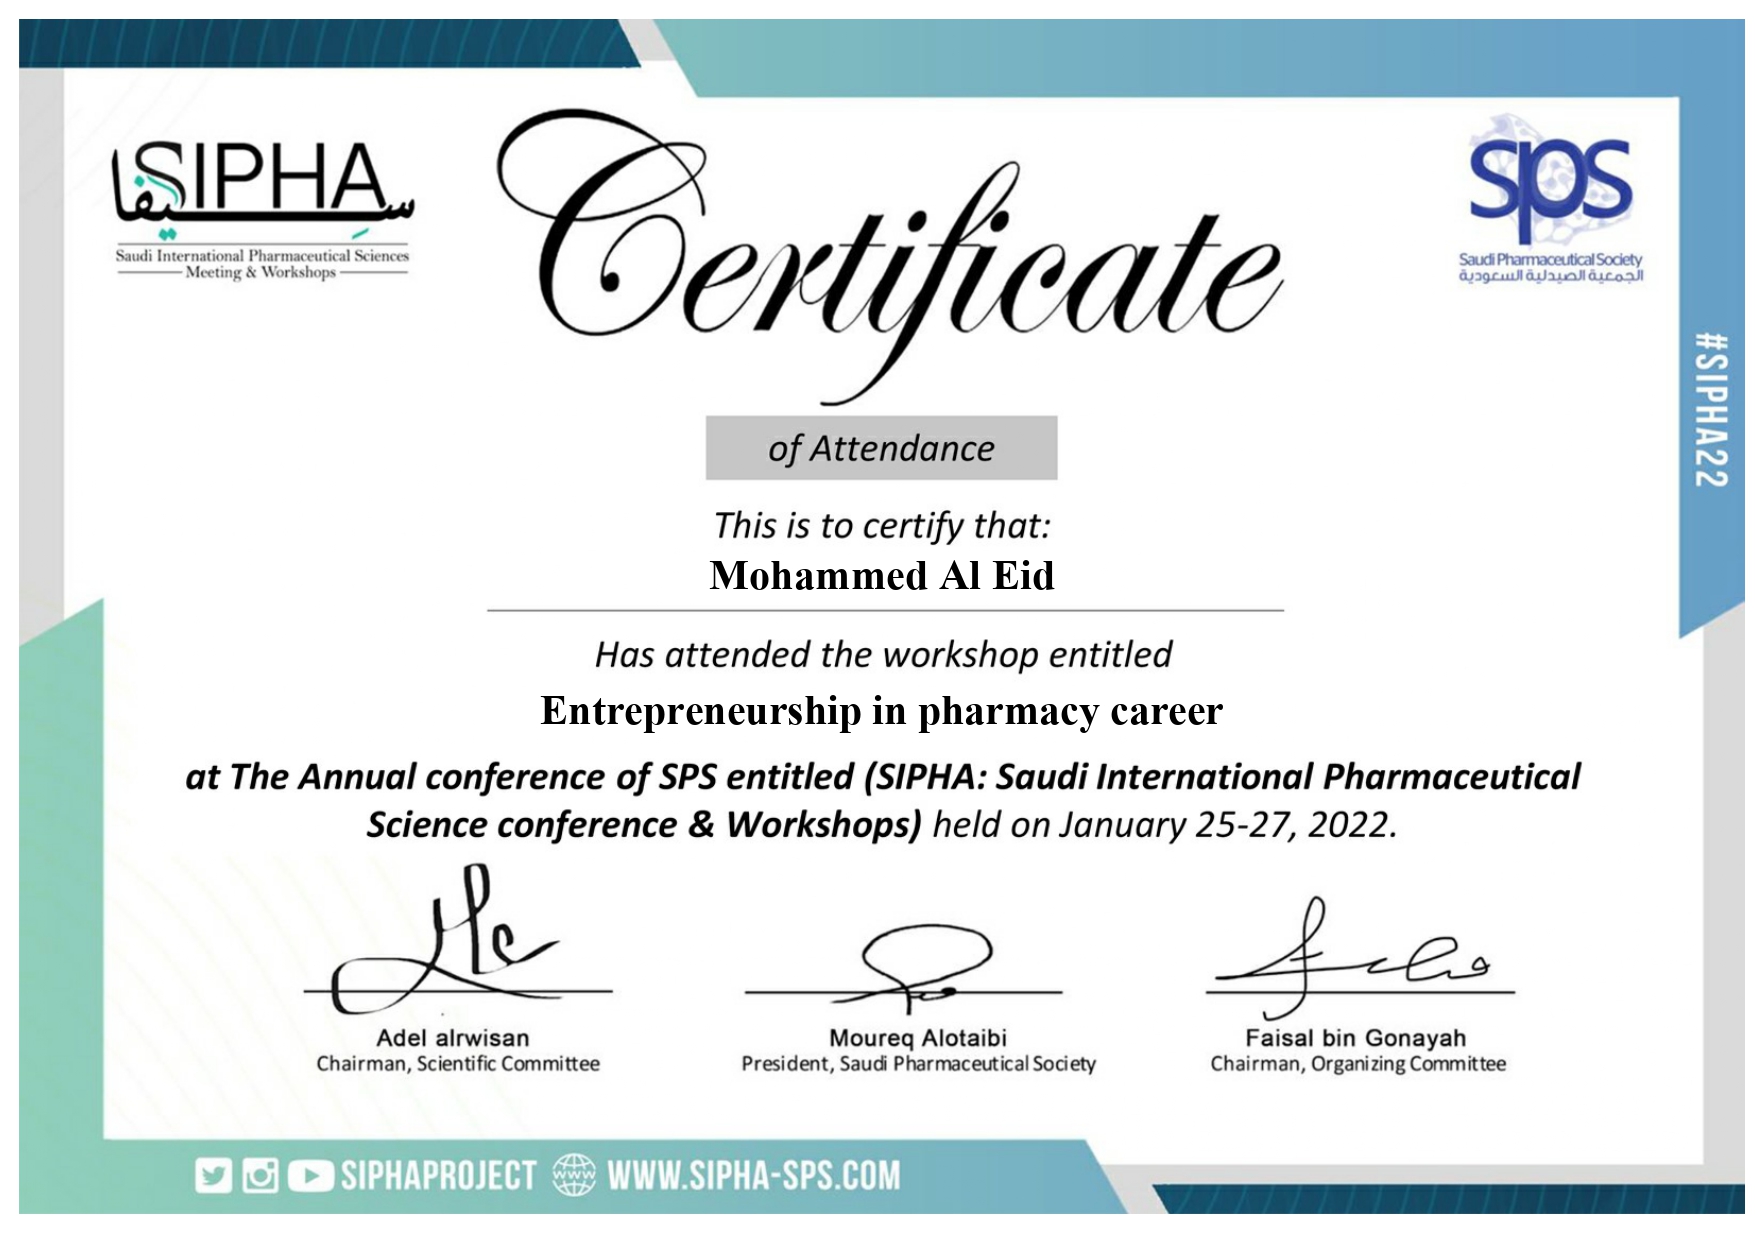 SIPHA
سيفا
Saudi International Pharmaceutical Sciences
Meeting & Workshops
Certificate
sps
Saudi Pharmaceutical Society
الجمعية الصيدلية السعودية
#SIPHA22
of Attendance
This is to certify that:
Mohammed Al Eid
Has attended the workshop entitled
Entrepreneurship in pharmacy career
at The Annual conference of SPS entitled (SIPHA: Saudi International Pharmaceutical
Science conference & Workshops) held on January 25-27, 2022.
Adel alrwisan
Chairman, Scientific Committee
Moureq Alotaibi
President, Saudi Pharmaceutical Society
Faisal bin Gonayah
Chairman, Organizing Committee
SIPHAPROJECT WWW.SIPHA-SPS.COM